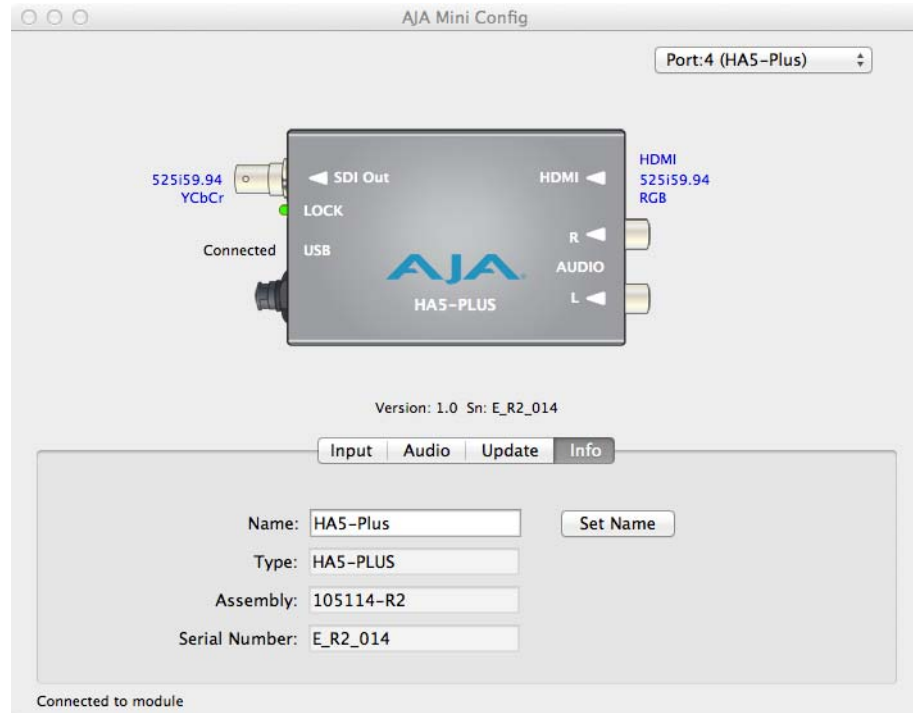 AJA Mini Config
Port:4 (HA5-Plus)
525i59.94
YCbCr
SDI Out
HDMI
HDMI
525i59.94
RGB
LOCK
Connected
USB
R
AUDIO
L
AJA
HA5-PLUS
Version: 1.0 Sn: E_R2_014
Input Audio Update Info
Name: HA5-Plus Set Name
Type: HA5-PLUS
Assembly: 105114-R2
Serial Number: E_R2_014
Connected to module